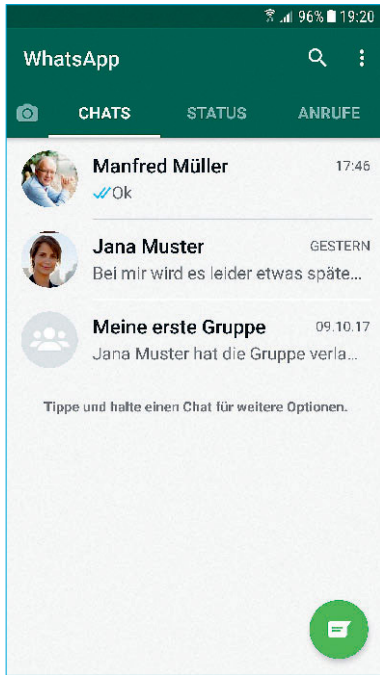 96% 19:20
WhatsApp
CHATS STATUS ANRUFE
Manfred Müller 17:46
Ok
Jana Muster GESTERN
Bei mir wird es leider etwas späte...
Meine erste Gruppe 09.10.17
Jana Muster hat die Gruppe verla...
Tippe und halte einen Chat für weitere Optionen.